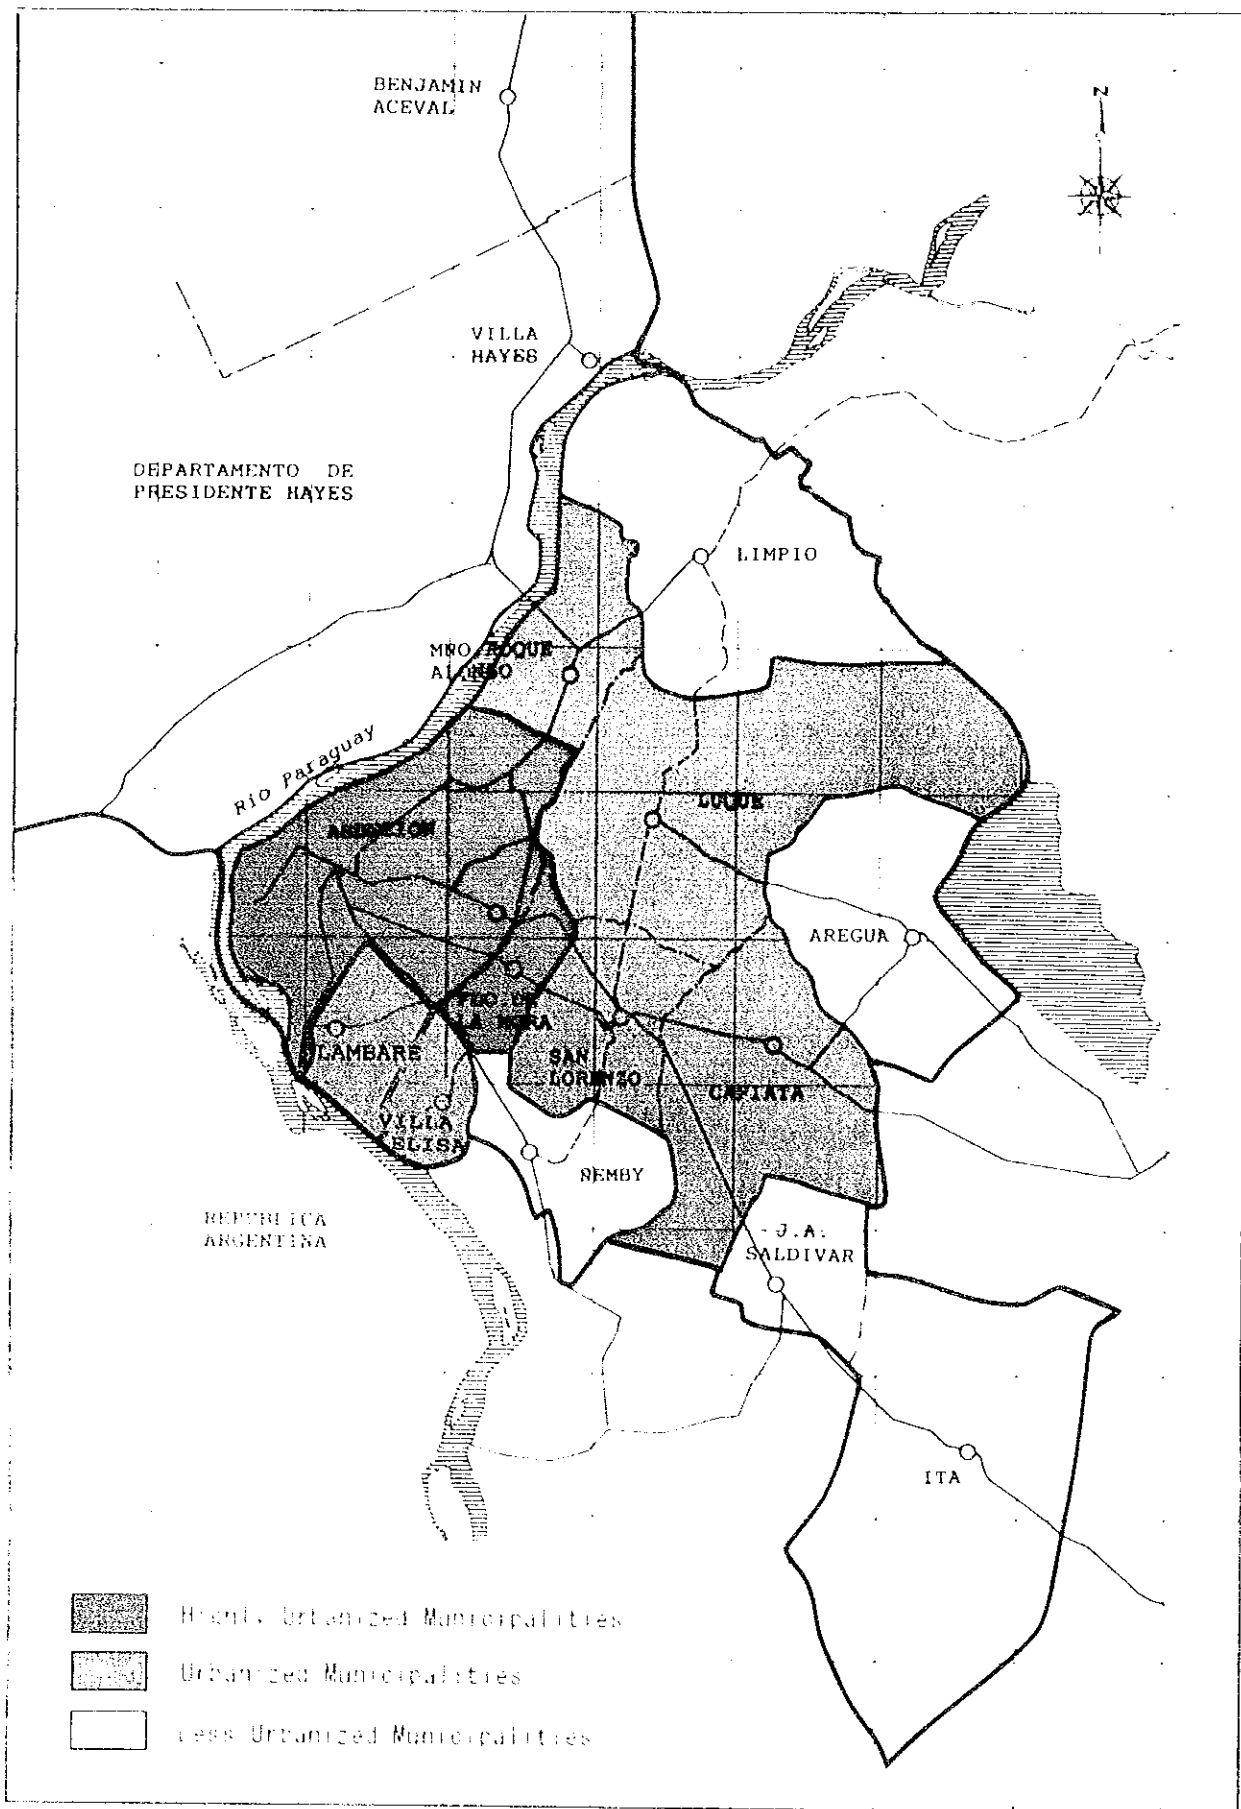 N
BENJAMIN
ACEVAL
VILLA
HAYES
DEPARTAMENTO DE
PRESIDENTE HAYES
LIMPIO
MNO. ROQUE
ALONSO
Rio Paraguay
LUQUE
ASUNCION
AREGUA
FDO DE
LA MORA
LAMBARE
SAN
LORENZO
CAPIATA
VILLA
ELISA
ÑEMBY
REPUBLICA
ARGENTINA
J.A.
SALDIVAR
ITA
Highly Urbanized Municipalities
Urbanized Municipalities
Less Urbanized Municipalities